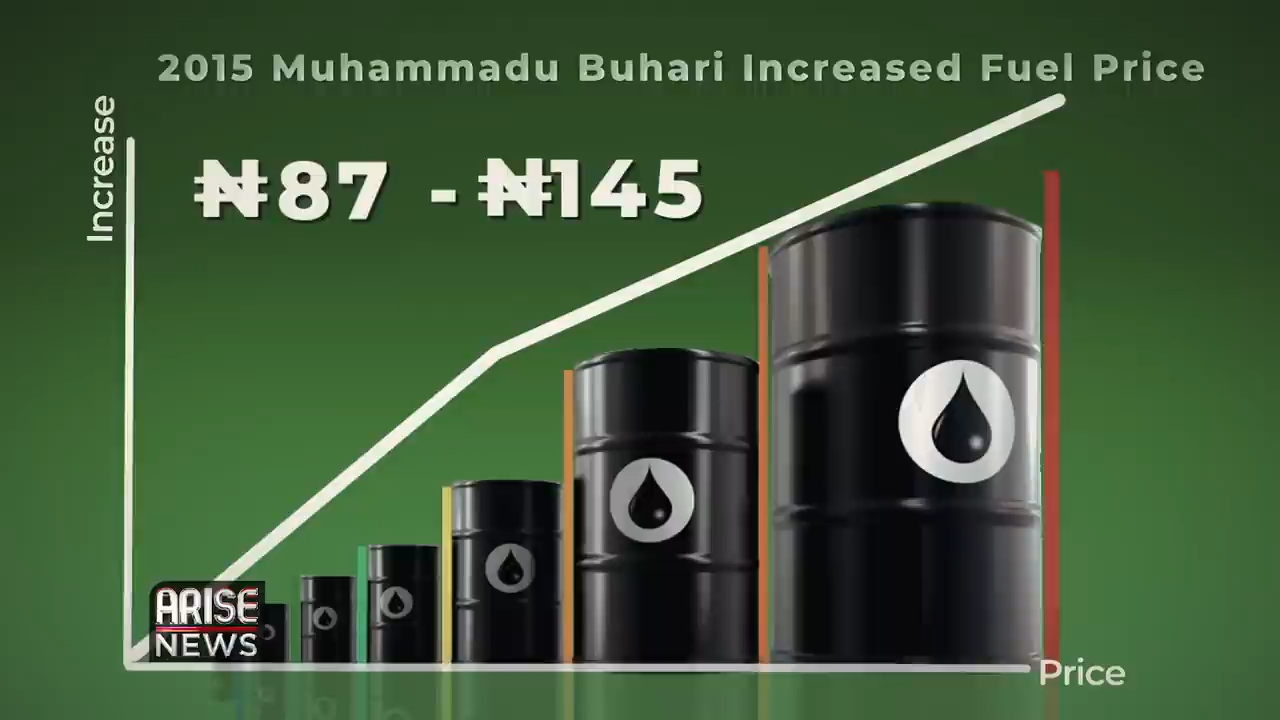 2015 Muhammadu Buhari Increased Fuel Price
Increase
₦87 - ₦145
ARISE
NEWS
Price